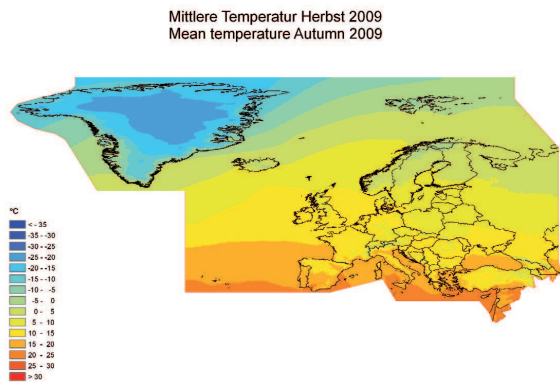 Mittlere Temperatur Herbst 2009
Mean temperature Autumn 2009
°C
< - 35
-35 - -30
-30 - -25
-25 - -20
-20 - -15
-15 - -10
-10 - -5
-5 - 0
0 - 5
5 - 10
10 - 15
15 - 20
20 - 25
25 - 30
> 30